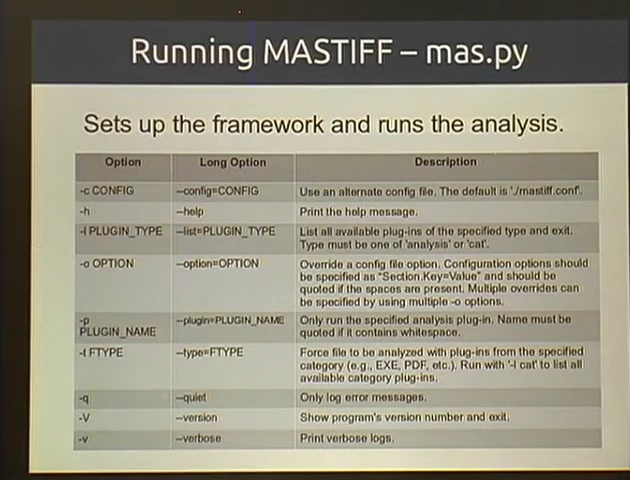 Running MASTIFF – mas.py
Sets up the framework and runs the analysis.
Option Long Option Description
-c CONFIG --config=CONFIG Use an alternate config file. The default is './mastiff.conf'.
-h --help Print the help message.
-l PLUGIN_TYPE --list=PLUGIN_TYPE List all available plug-ins of the specified type and exit.
Type must be one of 'analysis' or 'cat'.
-o OPTION --option=OPTION Override a config file option. Configuration options should
be specified as "Section.Key=Value" and should be
quoted if the spaces are present. Multiple overrides can
be specified by using multiple -o options.
-p --plugin=PLUGIN_NAME Only run the specified analysis plug-in. Name must be
PLUGIN_NAME quoted if it contains whitespace.
-t FTYPE --type=FTYPE Force file to be analyzed with plug-ins from the specified
category (e.g., EXE, PDF, etc.). Run with '-l cat' to list all
available category plug-ins.
-q --quiet Only log error messages.
-V --version Show program's version number and exit.
-v --verbose Print verbose logs.